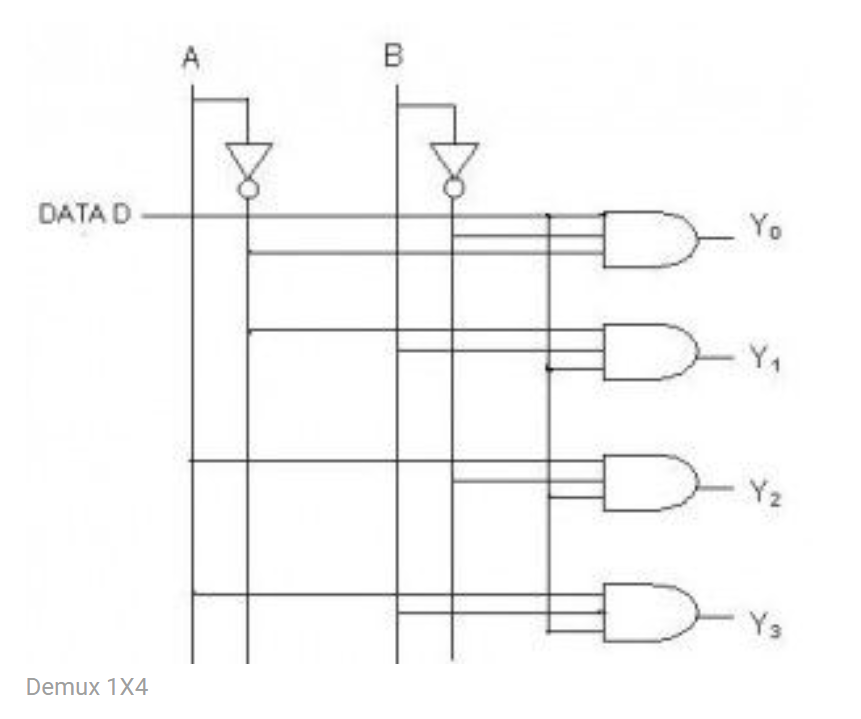 A B
DATA D
Y₀
Y₁
Y₂
Y₃
Demux 1X4